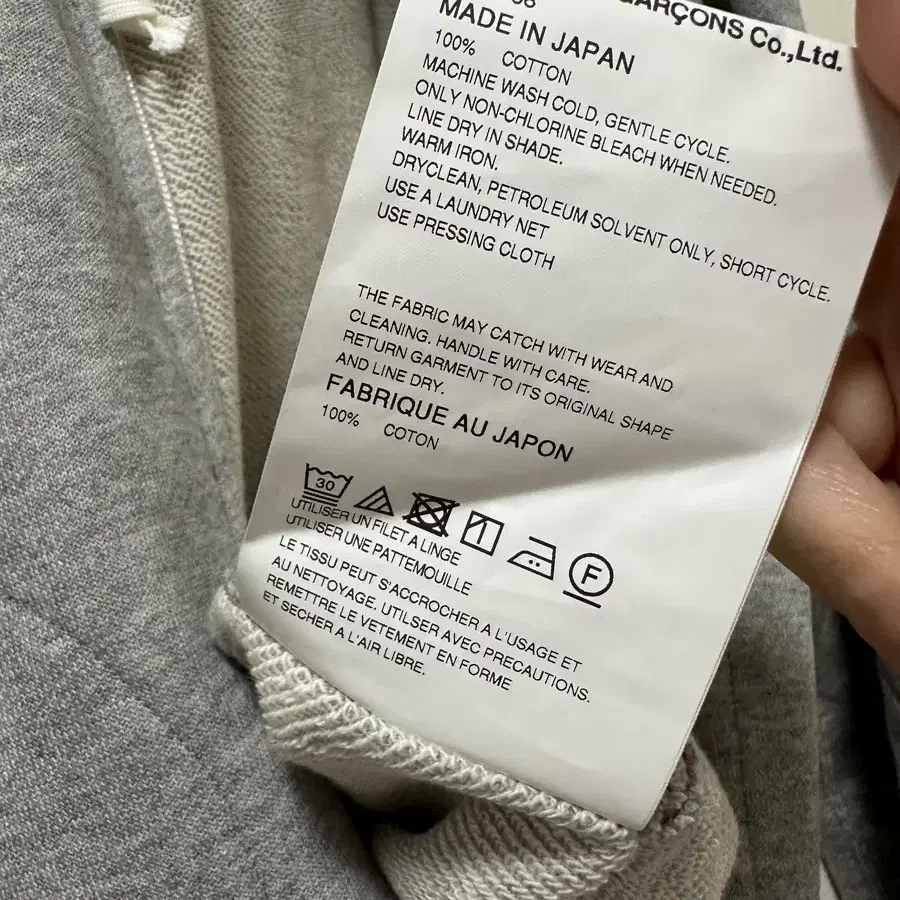 GARÇONS Co.,Ltd.
MADE IN JAPAN
100% COTTON
MACHINE WASH COLD, GENTLE CYCLE.
ONLY NON-CHLORINE BLEACH WHEN NEEDED.
LINE DRY IN SHADE.
WARM IRON.
DRYCLEAN, PETROLEUM SOLVENT ONLY, SHORT CYCLE.
USE A LAUNDRY NET
USE PRESSING CLOTH
THE FABRIC MAY CATCH WITH WEAR AND
CLEANING. HANDLE WITH CARE.
RETURN GARMENT TO ITS ORIGINAL SHAPE
AND LINE DRY.
FABRIQUE AU JAPON
100% COTON
30 F
UTILISER UN FILET A LINGE
UTILISER UNE PATTEMOUILLE
LE TISSU PEUT S'ACCROCHER A L'USAGE ET
AU NETTOYAGE. UTILISER AVEC PRECAUTIONS.
REMETTRE LE VETEMENT EN FORME
ET SECHER A L'AIR LIBRE.